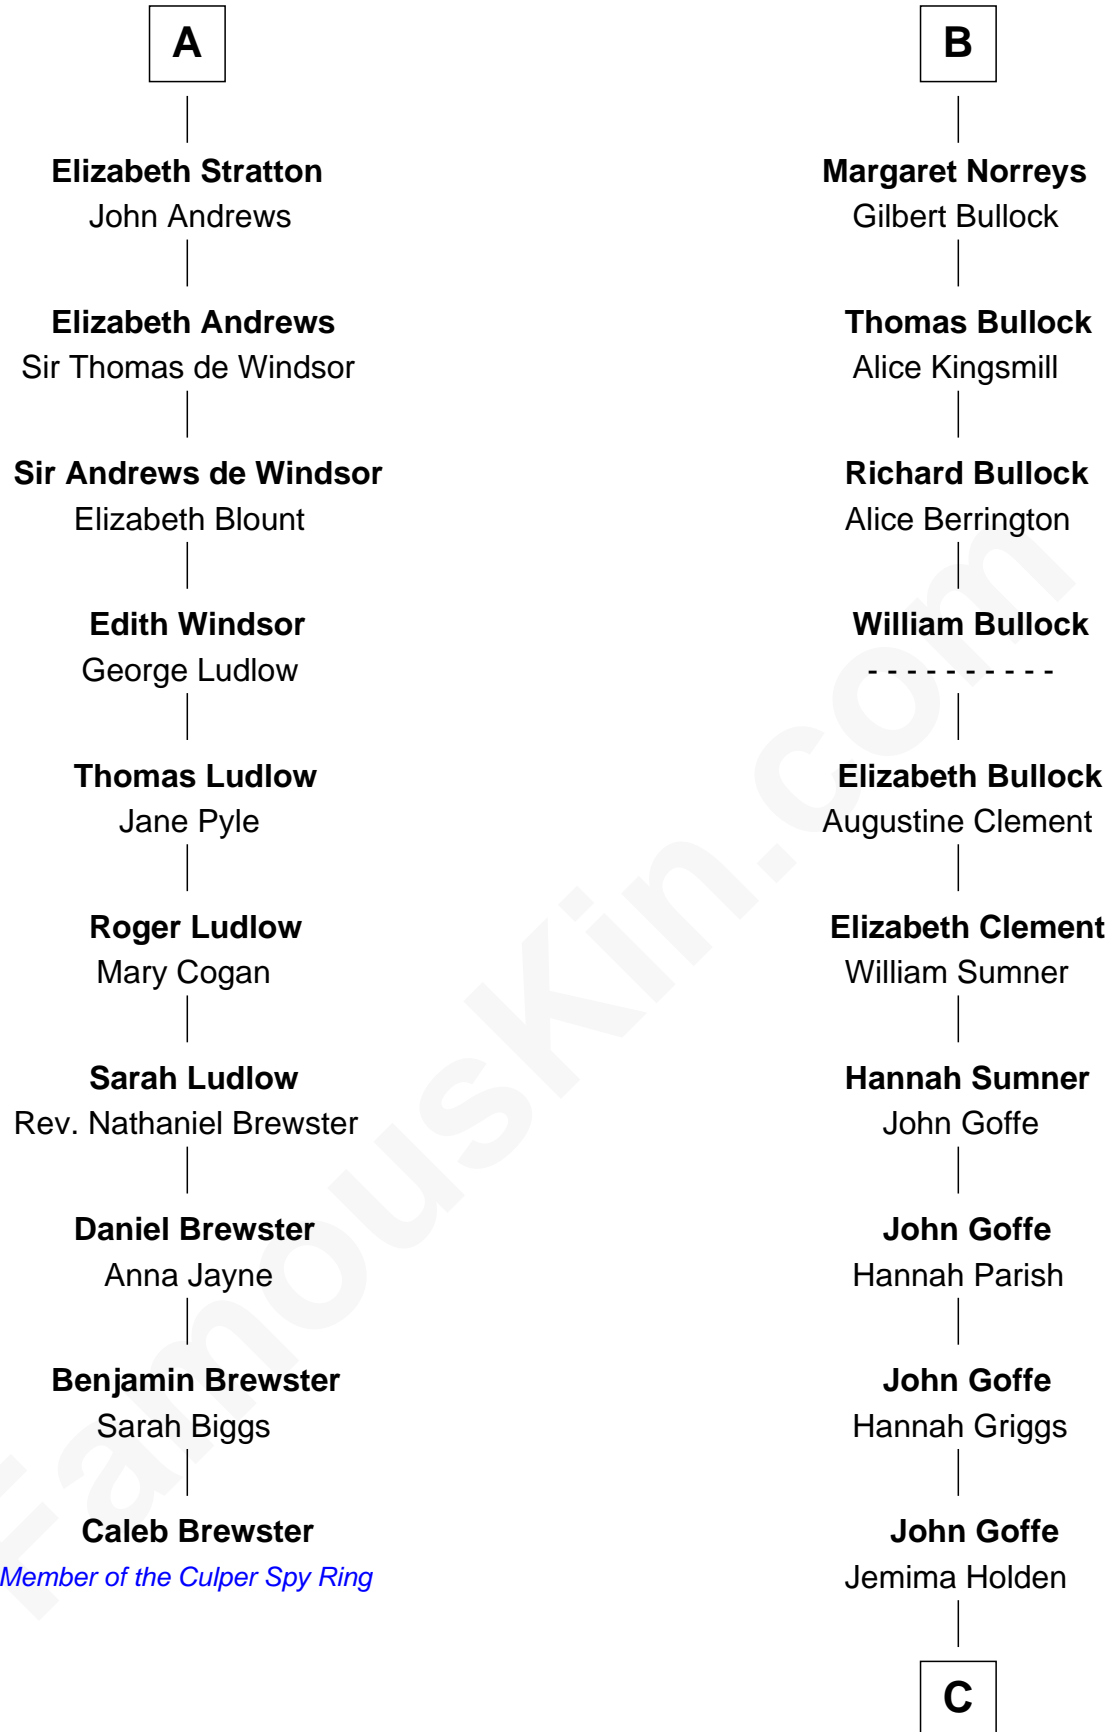 A
Elizabeth Stratton
John Andrews
Elizabeth Andrews
Sir Thomas de Windsor
Sir Andrews de Windsor
Elizabeth Blount
Edith Windsor
George Ludlow
Thomas Ludlow
Jane Pyle
Roger Ludlow
Mary Cogan
Sarah Ludlow
Rev. Nathaniel Brewster
Daniel Brewster
Anna Jayne
Benjamin Brewster
Sarah Biggs
Caleb Brewster
Member of the Culper Spy Ring
B
Margaret Norreys
Gilbert Bullock
Thomas Bullock
Alice Kingsmill
Richard Bullock
Alice Berrington
William Bullock
- - - - - - - - - -
Elizabeth Bullock
Augustine Clement
Elizabeth Clement
William Sumner
Hannah Sumner
John Goffe
John Goffe
Hannah Parish
John Goffe
Hannah Griggs
John Goffe
Jemima Holden
C
FamousKin.com